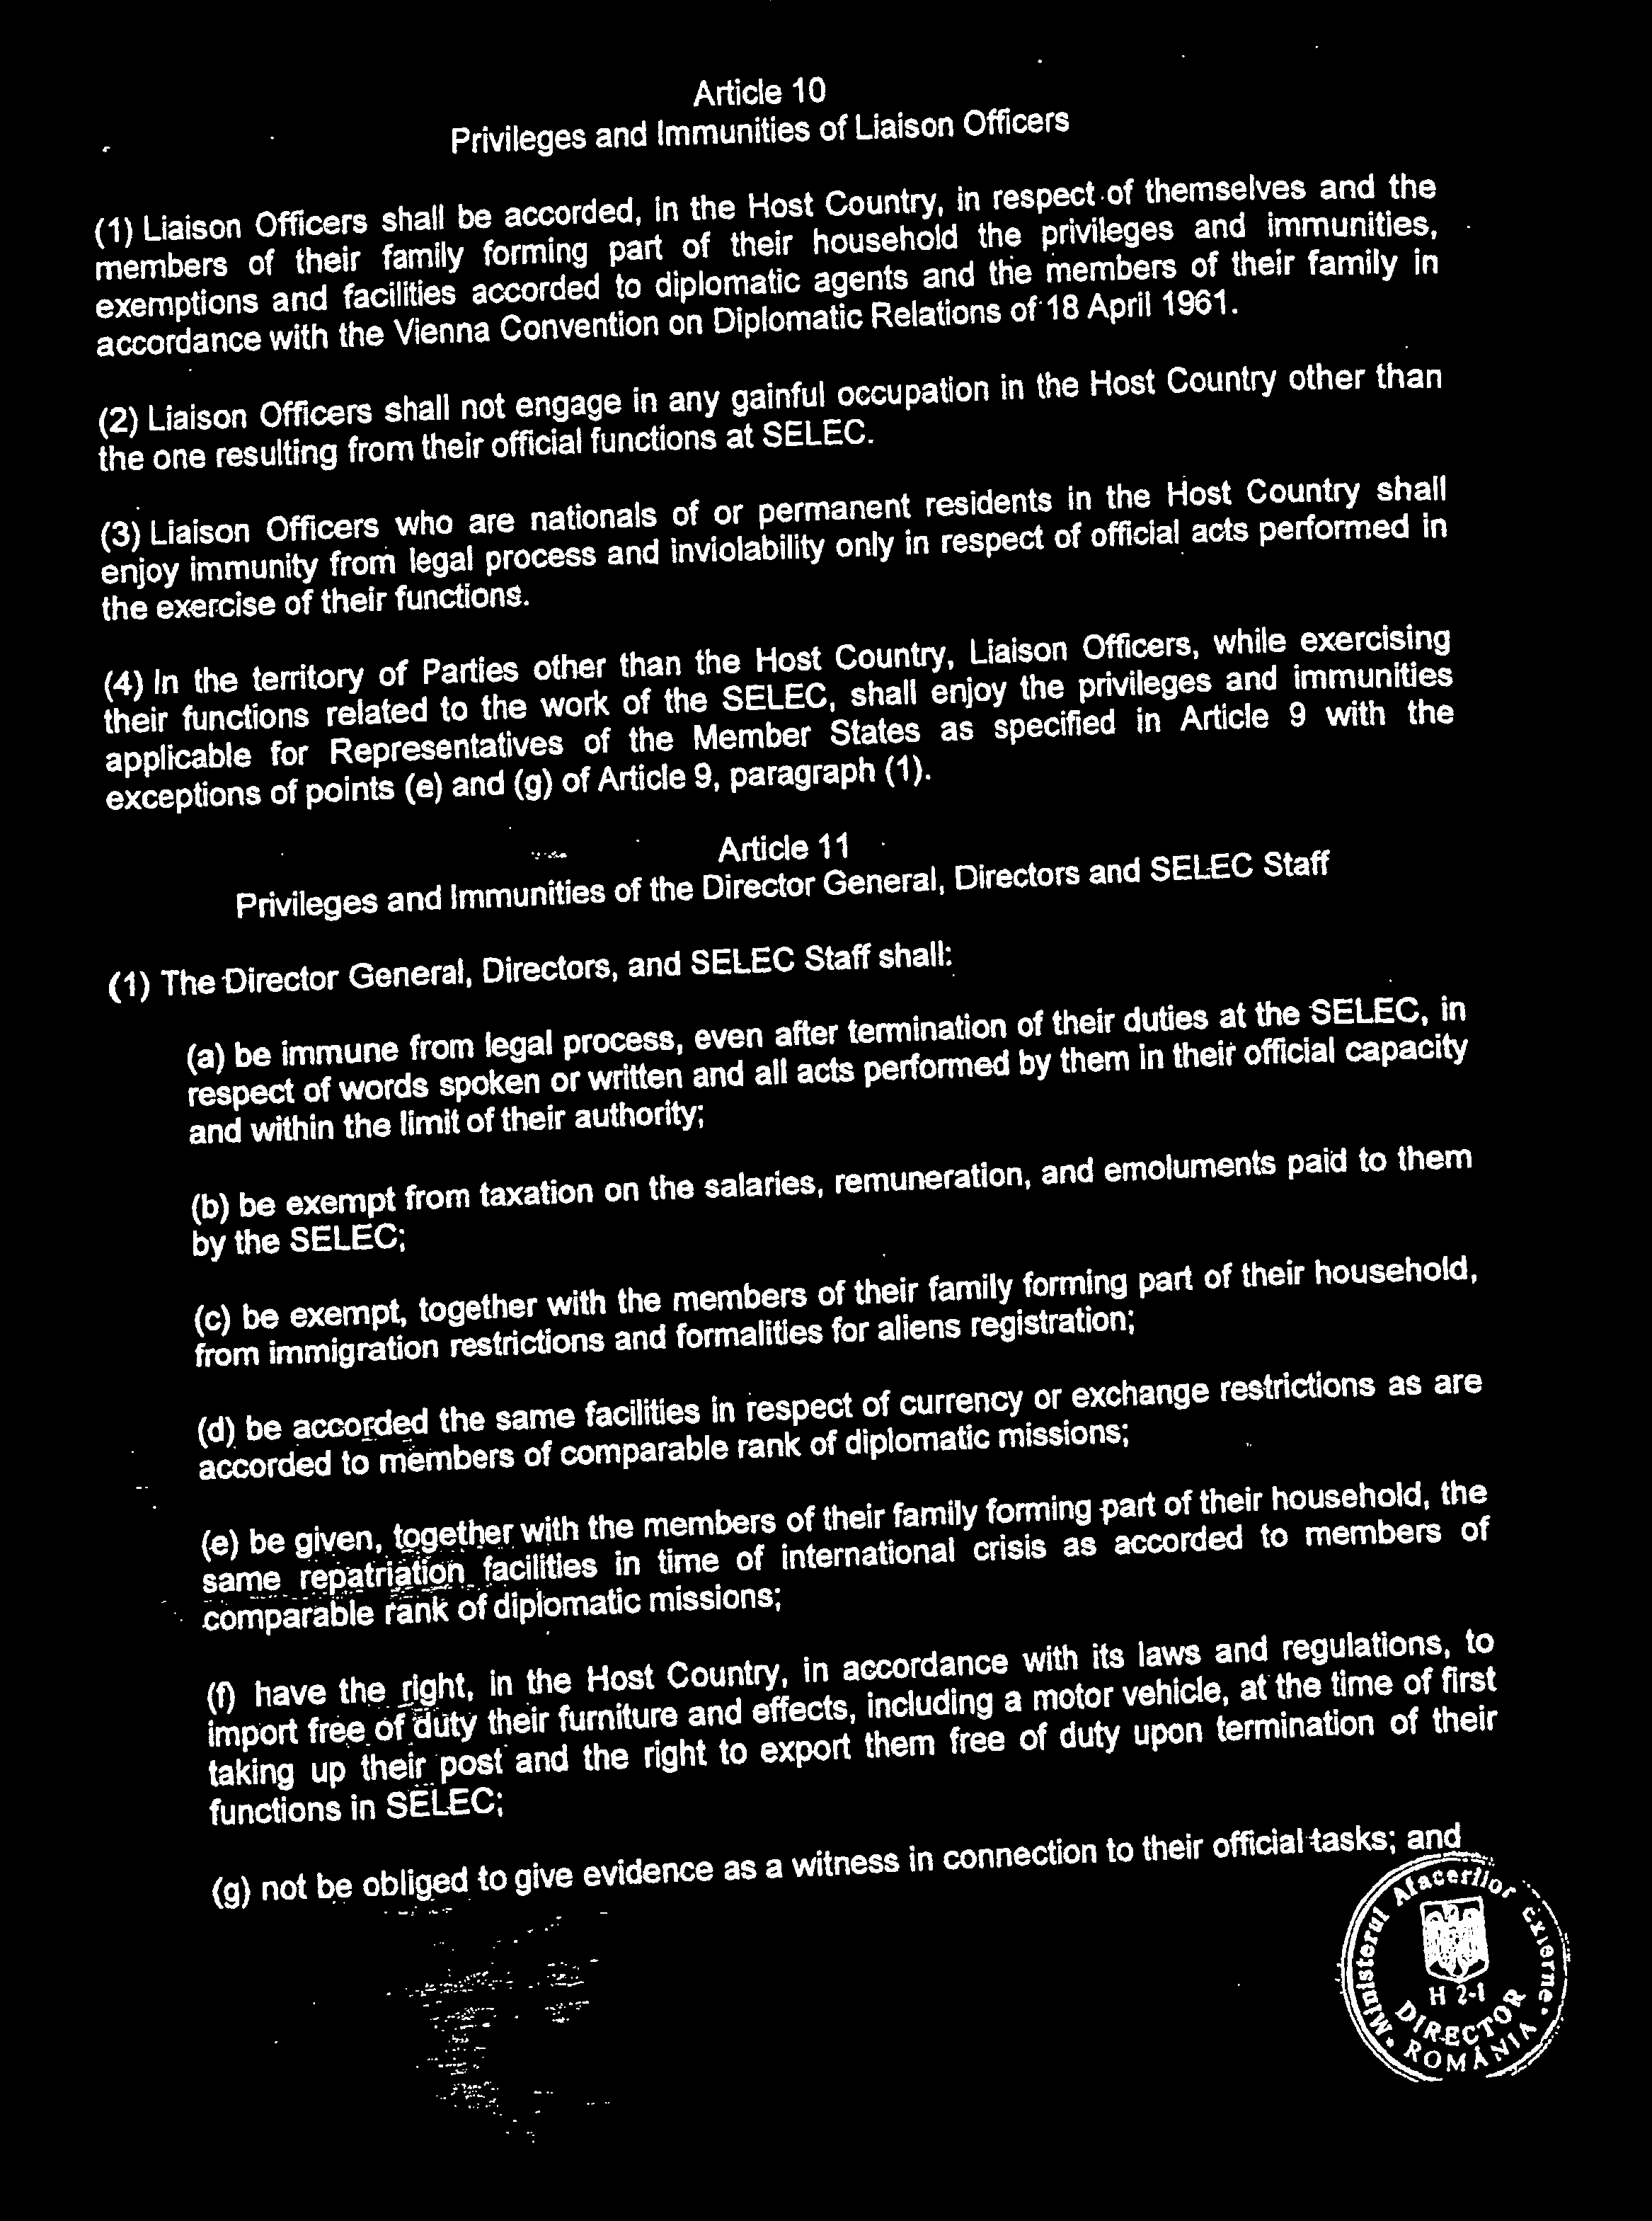 Article 10
Privileges and Immunities of Liaison Officers
(1) Liaison Officers shall be accorded, in the Host Country, in respect of themselves and the
members of their family forming part of their household the privileges and immunities,
exemptions and facilities accorded to diplomatic agents and the members of their family in
accordance with the Vienna Convention on Diplomatic Relations of 18 April 1961.
(2) Liaison Officers shall not engage in any gainful occupation in the Host Country other than
the one resulting from their official functions at SELEC.
(3) Liaison Officers who are nationals of or permanent residents in the Host Country shall
enjoy immunity from legal process and inviolability only in respect of official acts performed in
the exercise of their functions.
(4) In the territory of Parties other than the Host Country, Liaison Officers, while exercising
their functions related to the work of the SELEC, shall enjoy the privileges and immunities
applicable for Representatives of the Member States as specified in Article 9 with the
exceptions of points (e) and (g) of Article 9, paragraph (1).
Article 11
Privileges and Immunities of the Director General, Directors and SELEC Staff
(1) The Director General, Directors, and SELEC Staff shall:
(a) be immune from legal process, even after termination of their duties at the SELEC, in
respect of words spoken or written and all acts performed by them in their official capacity
and within the limit of their authority;
(b) be exempt from taxation on the salaries, remuneration, and emoluments paid to them
by the SELEC;
(c) be exempt, together with the members of their family forming part of their household,
from immigration restrictions and formalities for aliens registration;
(d) be accorded the same facilities in respect of currency or exchange restrictions as are
accorded to members of comparable rank of diplomatic missions;
(e) be given, together with the members of their family forming part of their household, the
same repatriation facilities in time of international crisis as accorded to members of
comparable rank of diplomatic missions;
(f) have the right, in the Host Country, in accordance with its laws and regulations, to
import free of duty their furniture and effects, including a motor vehicle, at the time of first
taking up their post and the right to export them free of duty upon termination of their
functions in SELEC;
(g) not be obliged to give evidence as a witness in connection to their official tasks; and
Ministerul Afacerilor Externe
H 2-1
DIRECTOR
ROMÂNIA